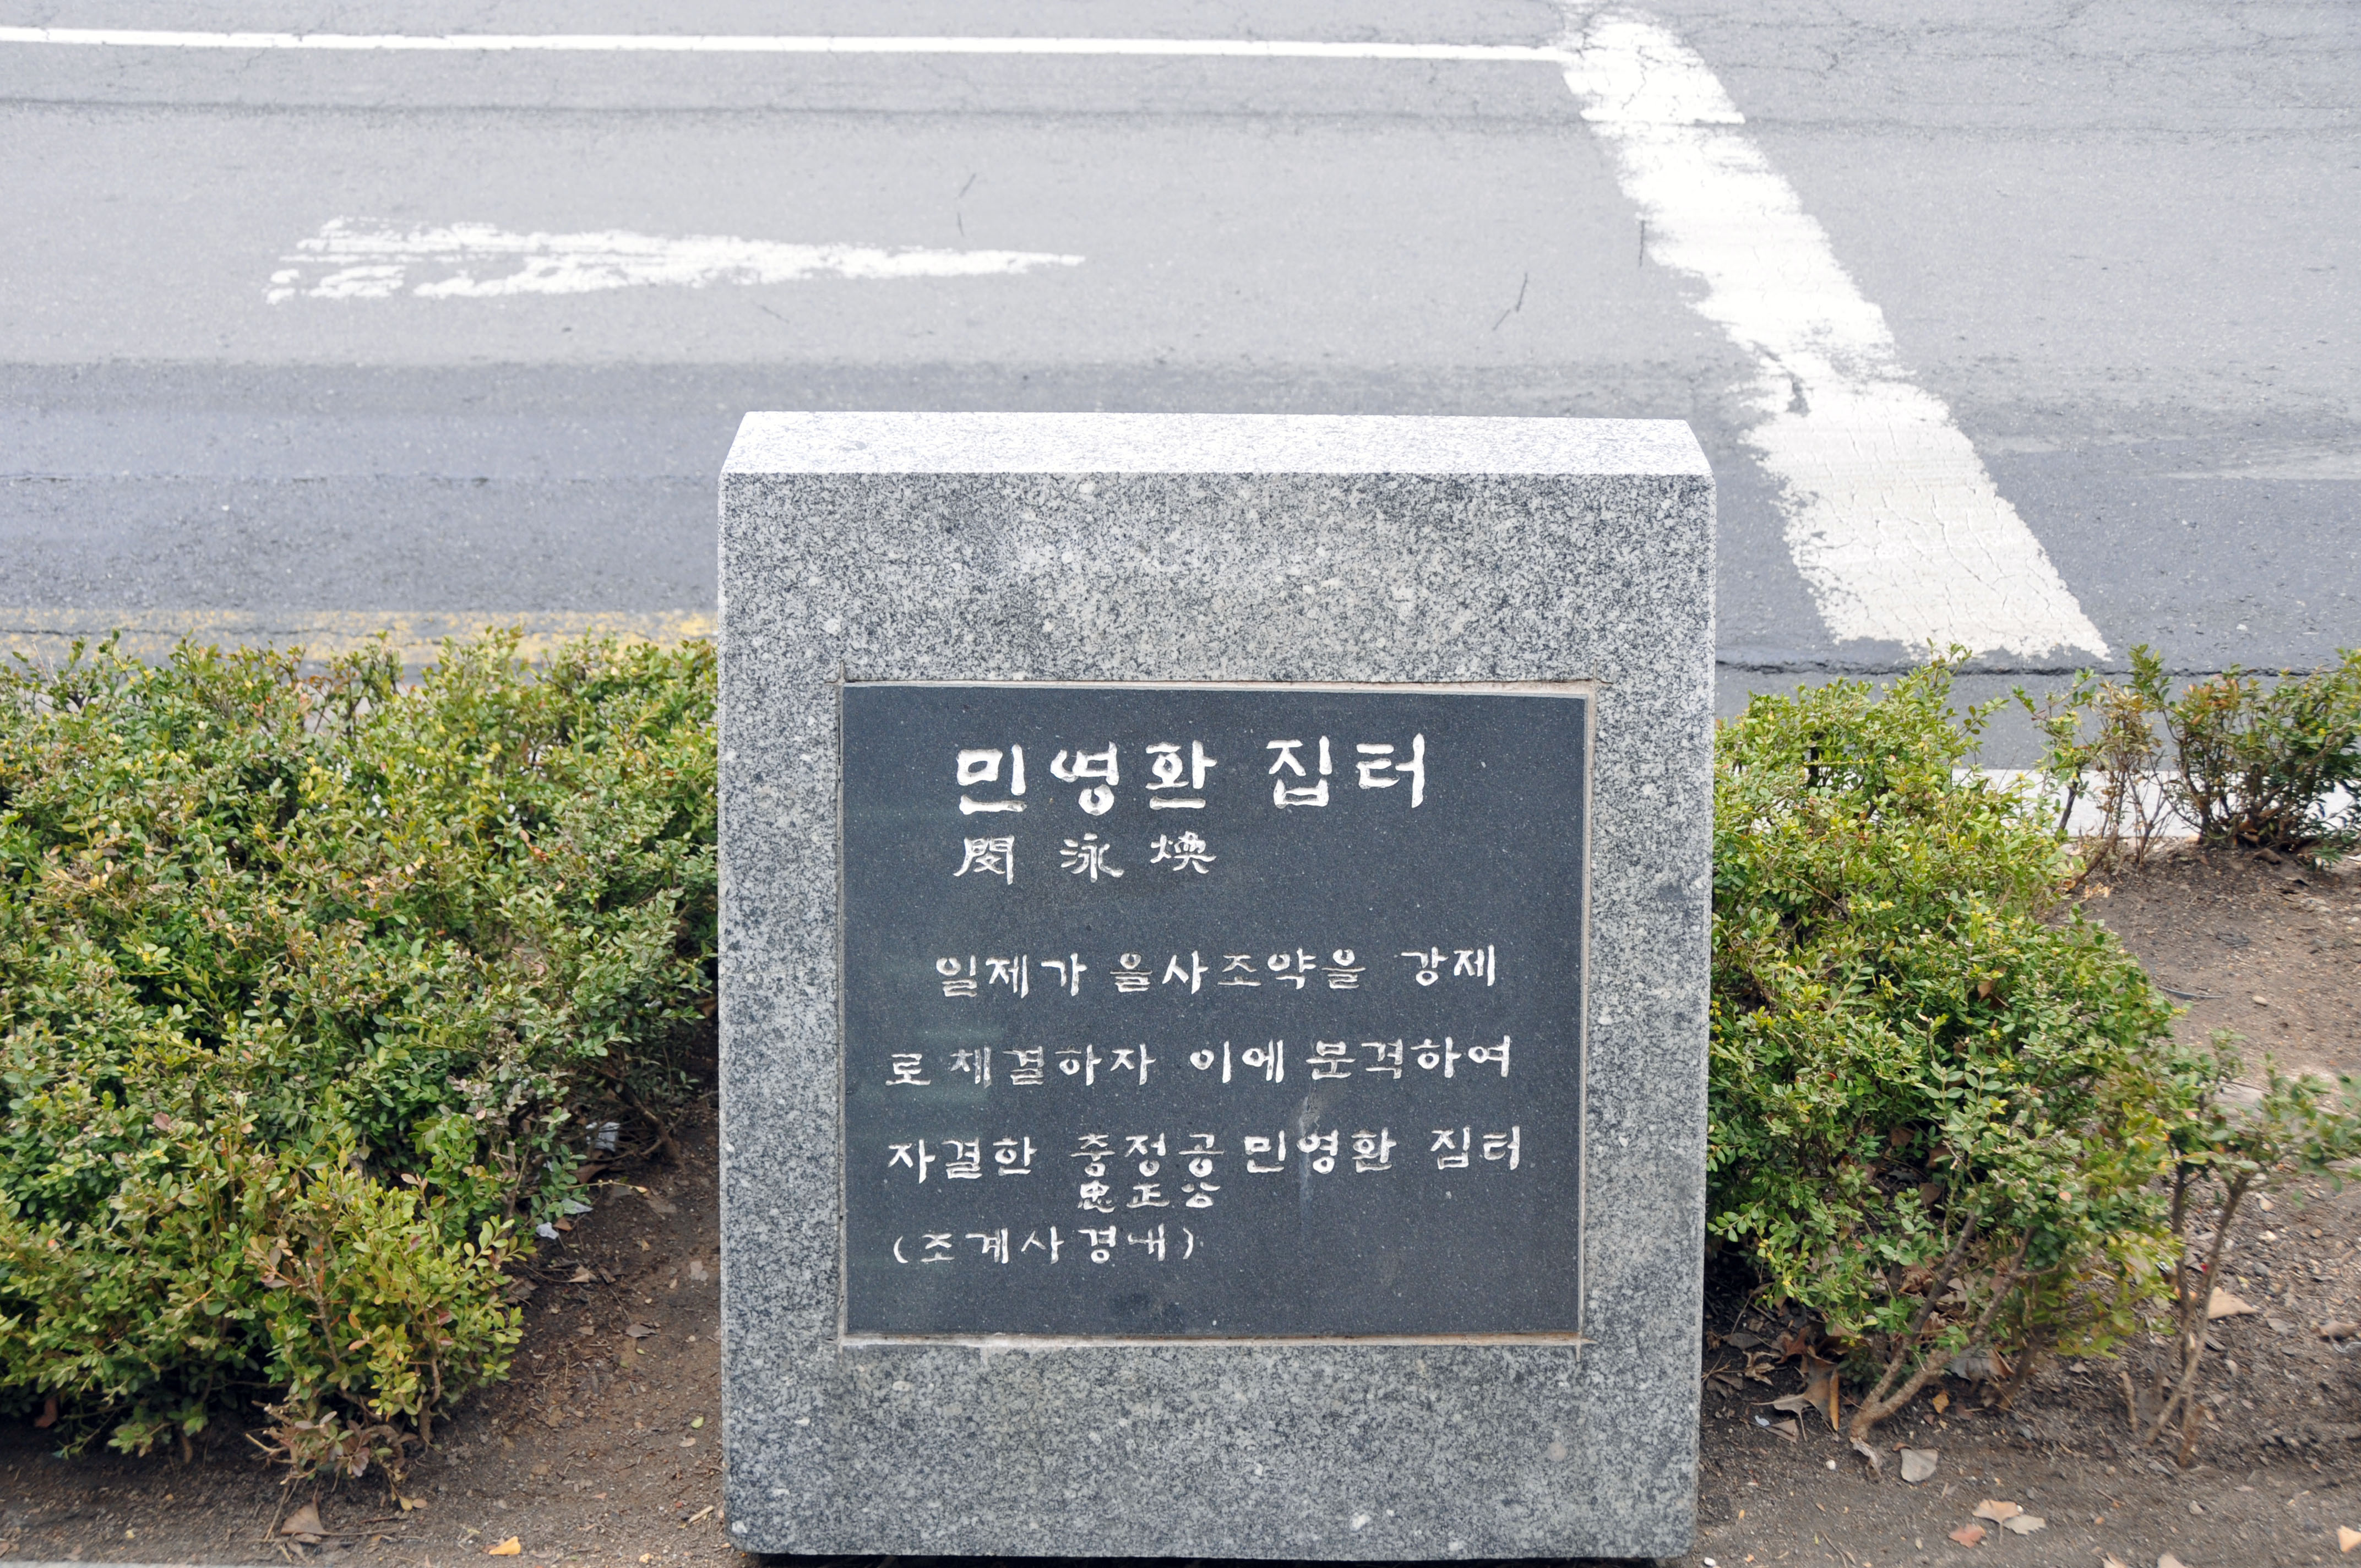 민영환 집터
閔 泳 煥
일제가 을사조약을 강제
로 체결하자 이에 분격하여
자결한 충정공 민영환 집터
忠正公
(조계사경내)